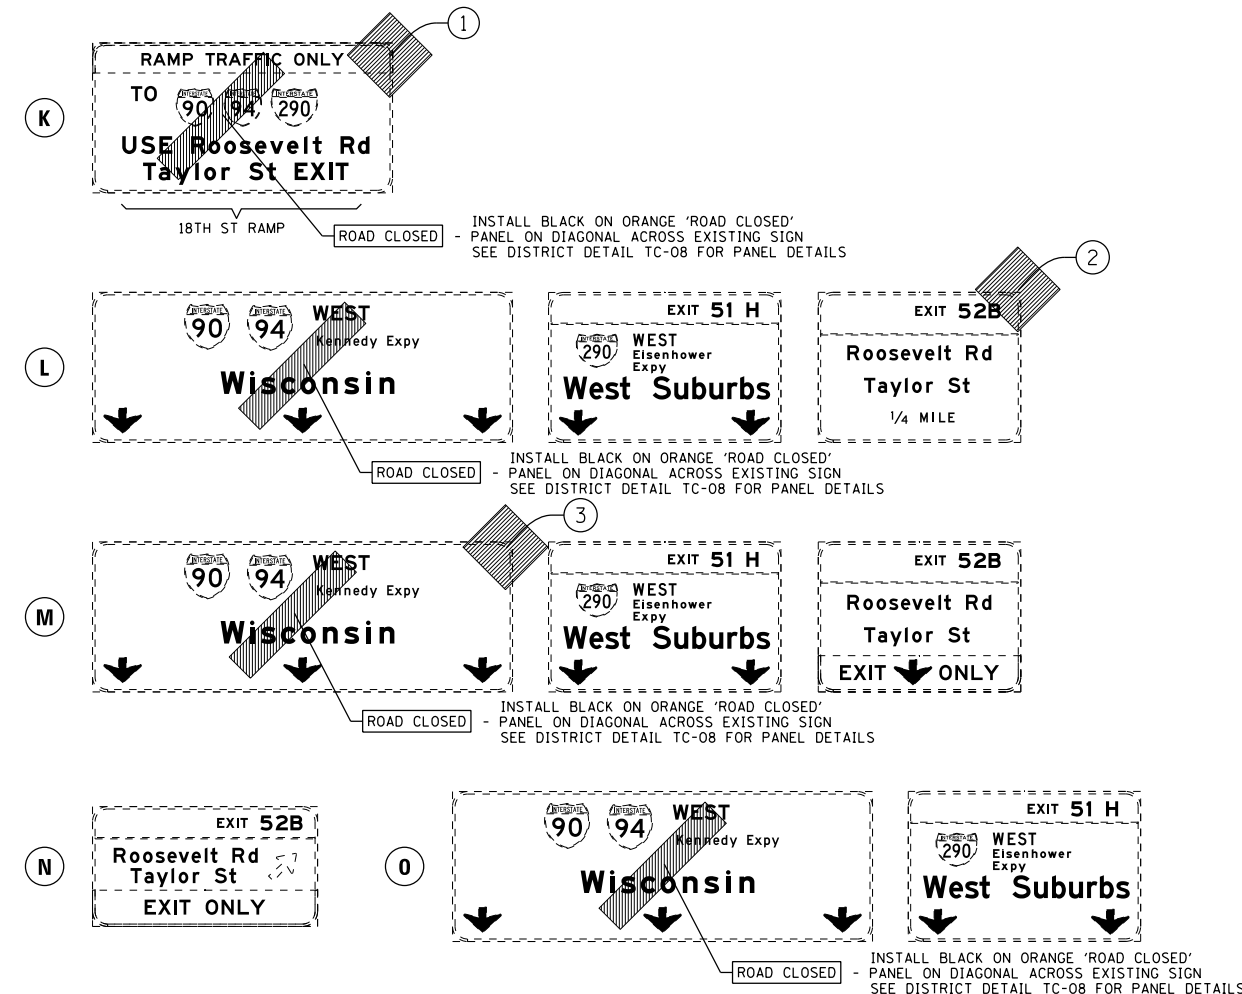 1
RAMP TRAFFIC ONLY
K
TO INTERSTATE 90 INTERSTATE 94 INTERSTATE 290
USE Roosevelt Rd
Taylor St EXIT
18TH ST RAMP
ROAD CLOSED - INSTALL BLACK ON ORANGE 'ROAD CLOSED'
PANEL ON DIAGONAL ACROSS EXISTING SIGN
SEE DISTRICT DETAIL TC-08 FOR PANEL DETAILS
2
L
INTERSTATE 90 INTERSTATE 94 WEST
Kennedy Expy
Wisconsin
EXIT 51 H
INTERSTATE 290 WEST
Eisenhower
Expy
West Suburbs
EXIT 52B
Roosevelt Rd
Taylor St
1/4 MILE
ROAD CLOSED - INSTALL BLACK ON ORANGE 'ROAD CLOSED'
PANEL ON DIAGONAL ACROSS EXISTING SIGN
SEE DISTRICT DETAIL TC-08 FOR PANEL DETAILS
3
M
INTERSTATE 90 INTERSTATE 94 WEST
Kennedy Expy
Wisconsin
EXIT 51 H
INTERSTATE 290 WEST
Eisenhower
Expy
West Suburbs
EXIT 52B
Roosevelt Rd
Taylor St
EXIT ONLY
ROAD CLOSED - INSTALL BLACK ON ORANGE 'ROAD CLOSED'
PANEL ON DIAGONAL ACROSS EXISTING SIGN
SEE DISTRICT DETAIL TC-08 FOR PANEL DETAILS
N
EXIT 52B
Roosevelt Rd
Taylor St
EXIT ONLY
O
INTERSTATE 90 INTERSTATE 94 WEST
Kennedy Expy
Wisconsin
EXIT 51 H
INTERSTATE 290 WEST
Eisenhower
Expy
West Suburbs
ROAD CLOSED - INSTALL BLACK ON ORANGE 'ROAD CLOSED'
PANEL ON DIAGONAL ACROSS EXISTING SIGN
SEE DISTRICT DETAIL TC-08 FOR PANEL DETAILS